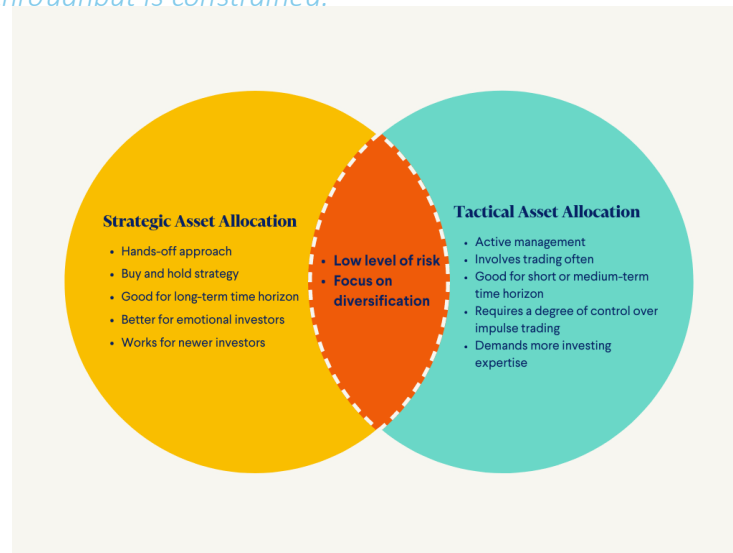 but is constrained.
Strategic Asset Allocation
• Hands-off approach
• Buy and hold strategy
• Good for long-term time horizon
• Better for emotional investors
• Works for newer investors
• Low level of risk
• Focus on
diversification
Tactical Asset Allocation
• Active management
• Involves trading often
• Good for short or medium-term
time horizon
• Requires a degree of control over
impulse trading
• Demands more investing
expertise